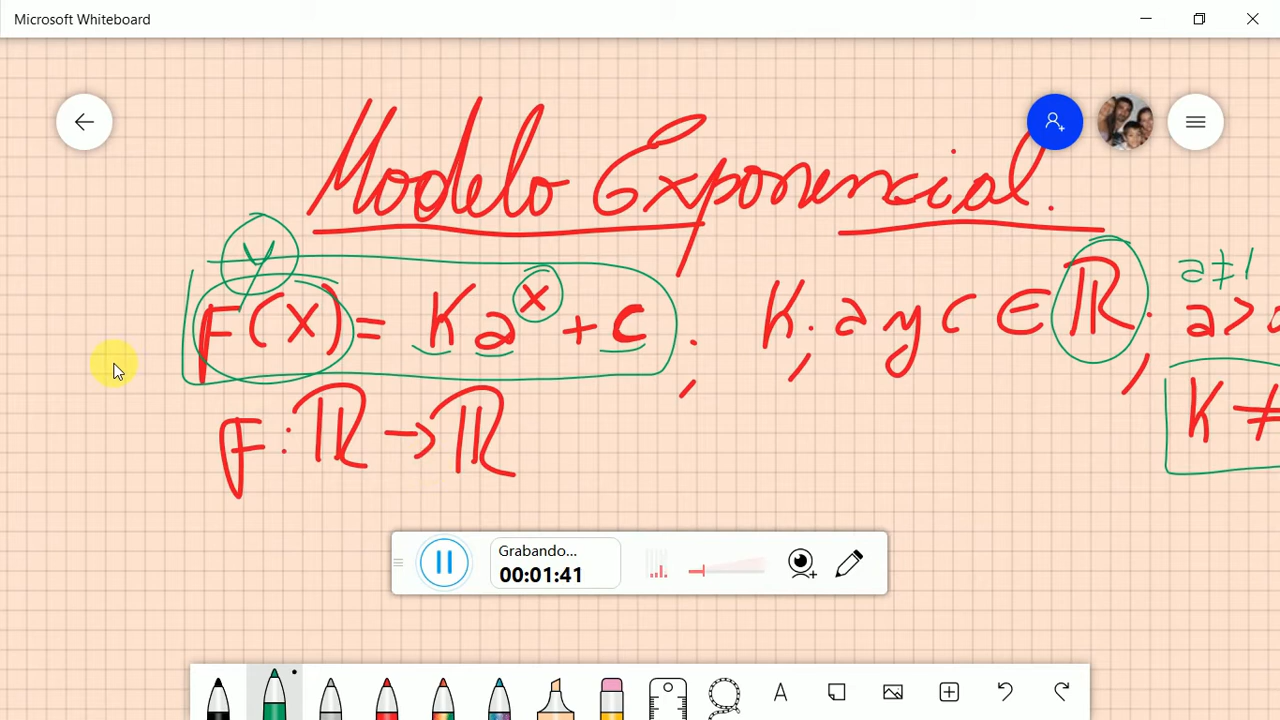 Microsoft Whiteboard
Modelo Exponencial.
y
F(x) = Ka^x + c ; K, a y c ∈ ℝ ;
a ≠ 1
a >
K ≠
F : ℝ → ℝ
Grabando...
00:01:41
A